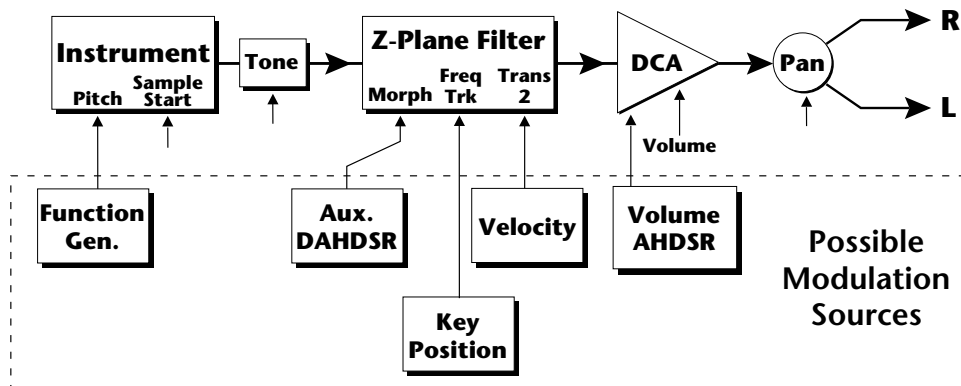 Instrument
Pitch
Sample
Start
Tone
Z-Plane Filter
Morph
Freq
Trk
Trans
2
DCA
Volume
Pan
R
L
Function
Gen.
Aux.
DAHDSR
Velocity
Volume
AHDSR
Key
Position
Possible
Modulation
Sources